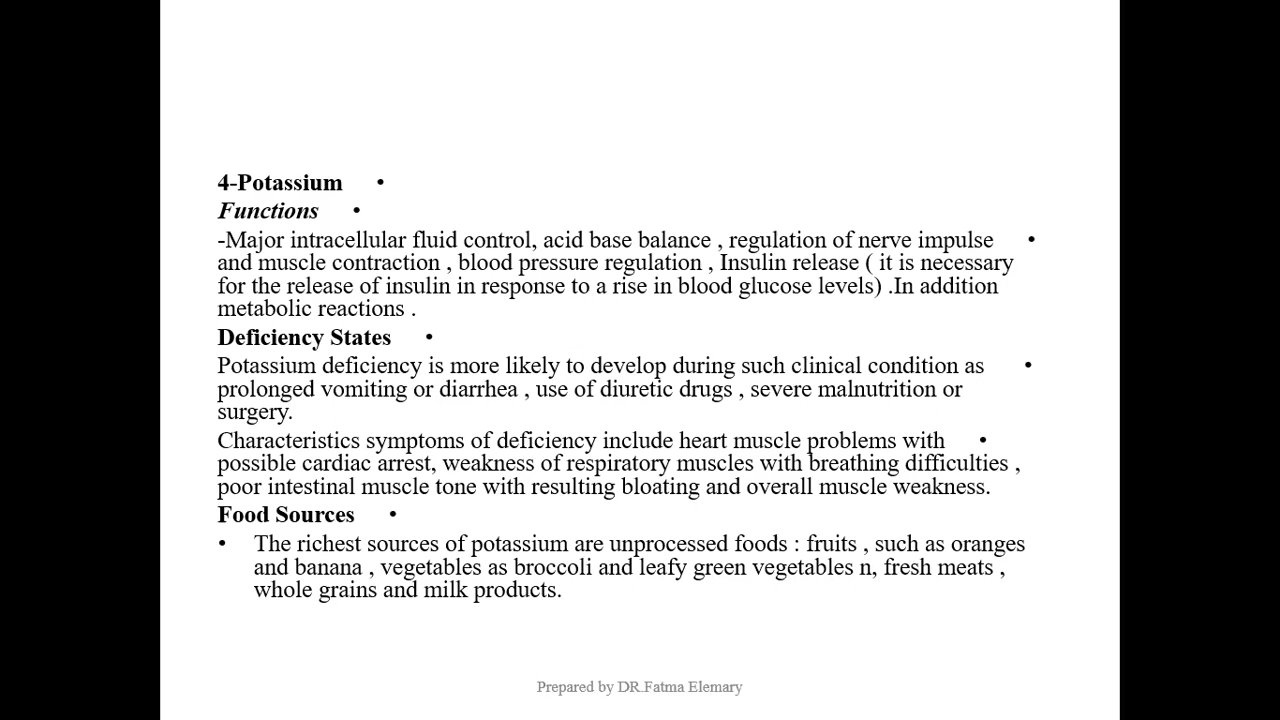 4-Potassium •
Functions •
-Major intracellular fluid control, acid base balance , regulation of nerve impulse •
and muscle contraction , blood pressure regulation , Insulin release ( it is necessary
for the release of insulin in response to a rise in blood glucose levels) .In addition
metabolic reactions .
Deficiency States •
Potassium deficiency is more likely to develop during such clinical condition as •
prolonged vomiting or diarrhea , use of diuretic drugs , severe malnutrition or
surgery.
Characteristics symptoms of deficiency include heart muscle problems with •
possible cardiac arrest, weakness of respiratory muscles with breathing difficulties ,
poor intestinal muscle tone with resulting bloating and overall muscle weakness.
Food Sources •
• The richest sources of potassium are unprocessed foods : fruits , such as oranges
and banana , vegetables as broccoli and leafy green vegetables n, fresh meats ,
whole grains and milk products.
Prepared by DR.Fatma Elemary